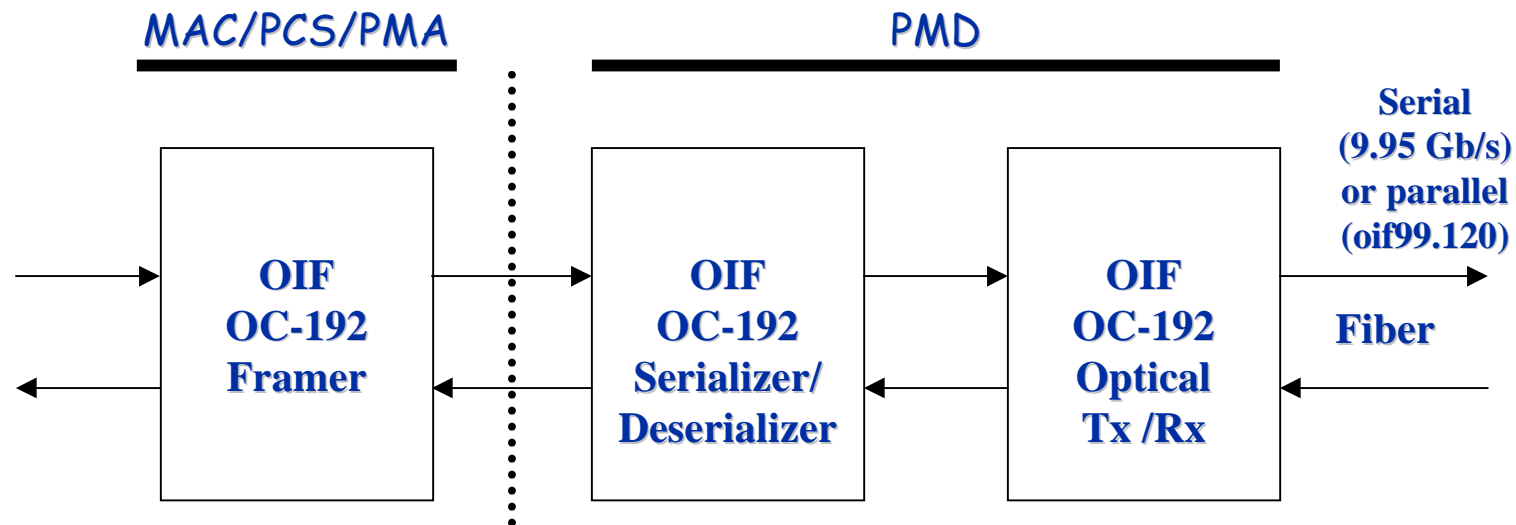 MAC/PCS/PMA
PMD
Serial
(9.95 Gb/s)
or parallel
(oif99.120)
OIF
OC-192
Framer
OIF
OC-192
Serializer/
Deserializer
OIF
OC-192
Optical
Tx /Rx
Fiber